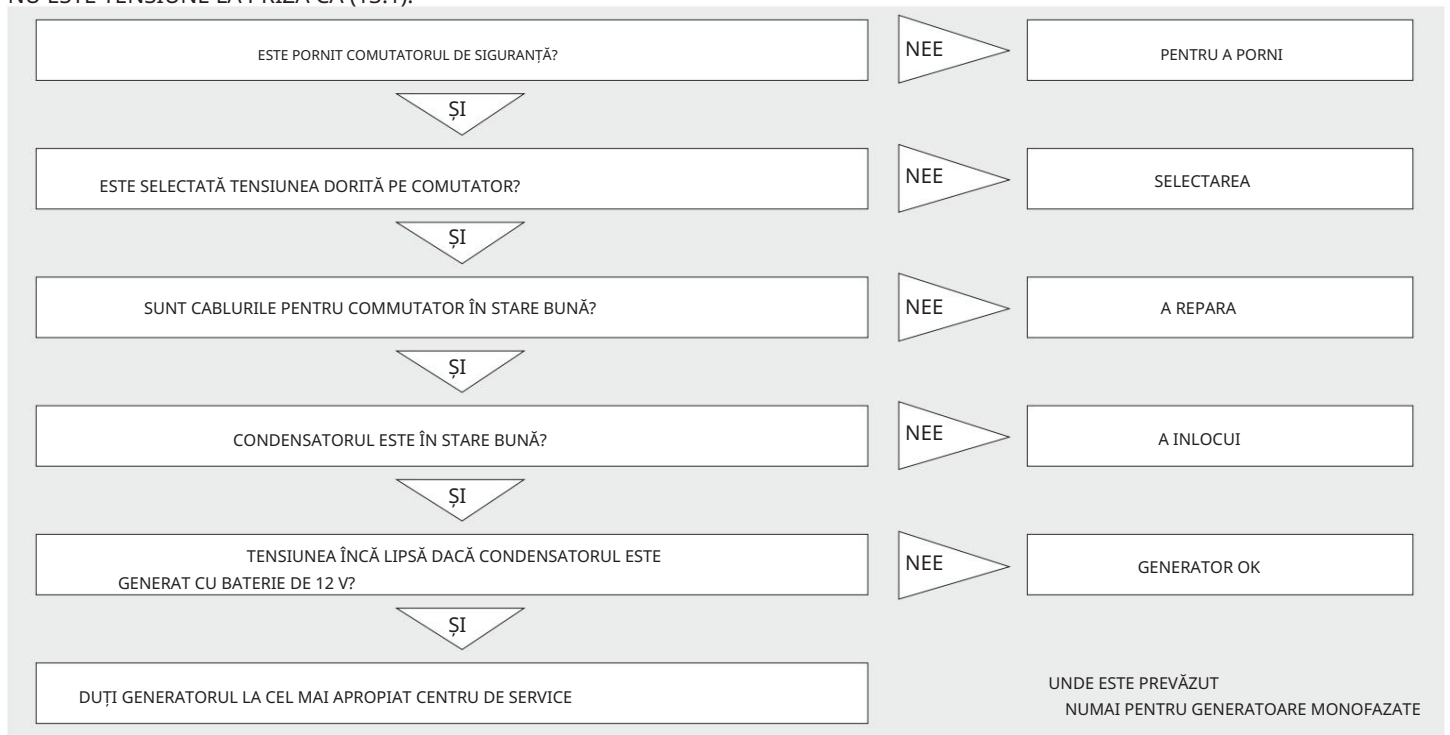 NU ESTE TENSIUNE LA PRIZA CA (15.1):
ESTE PORNIT COMUTATORUL DE SIGURANȚĂ?
NEE
PENTRU A PORNI
ȘI
ESTE SELECTATĂ TENSIUNEA DORITĂ PE COMUTATOR?
NEE
SELECTAREA
ȘI
SUNT CABLURILE PENTRU COMMUTATOR ÎN STARE BUNĂ?
NEE
A REPARA
ȘI
CONDENSATORUL ESTE ÎN STARE BUNĂ?
NEE
A INLOCUI
ȘI
TENSIUNEA ÎNCĂ LIPSĂ DACĂ CONDENSATORUL ESTE
GENERAT CU BATERIE DE 12 V?
NEE
GENERATOR OK
ȘI
DUȚI GENERATORUL LA CEL MAI APROPIAT CENTRU DE SERVICE
UNDE ESTE PREVĂZUT
NUMAI PENTRU GENERATOARE MONOFAZATE